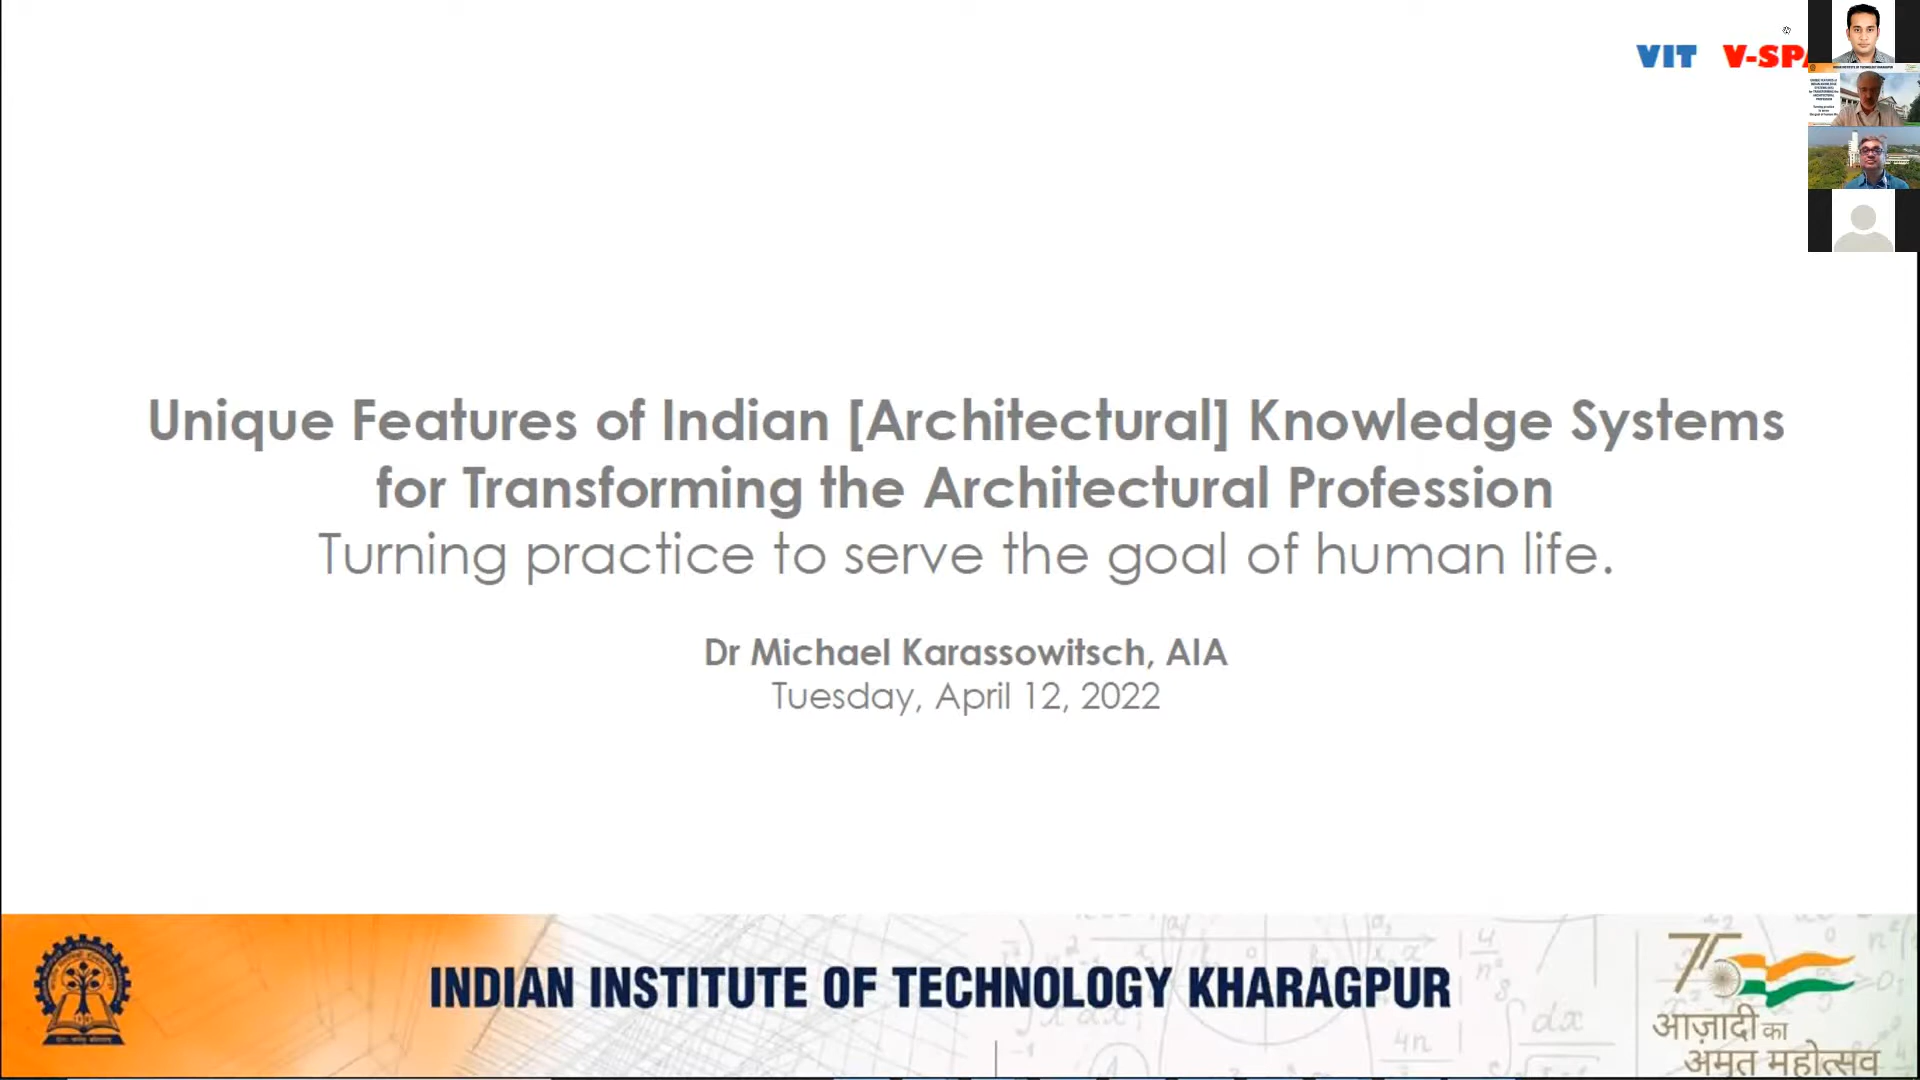 VIT V-SPA
Unique Features of Indian [Architectural] Knowledge Systems
for Transforming the Architectural Profession
Turning practice to serve the goal of human life.
Dr Michael Karassowitsch, AIA
Tuesday, April 12, 2022
INDIAN INSTITUTE OF TECHNOLOGY KHARAGPUR
75
आज़ादी का
अमृत महोत्सव